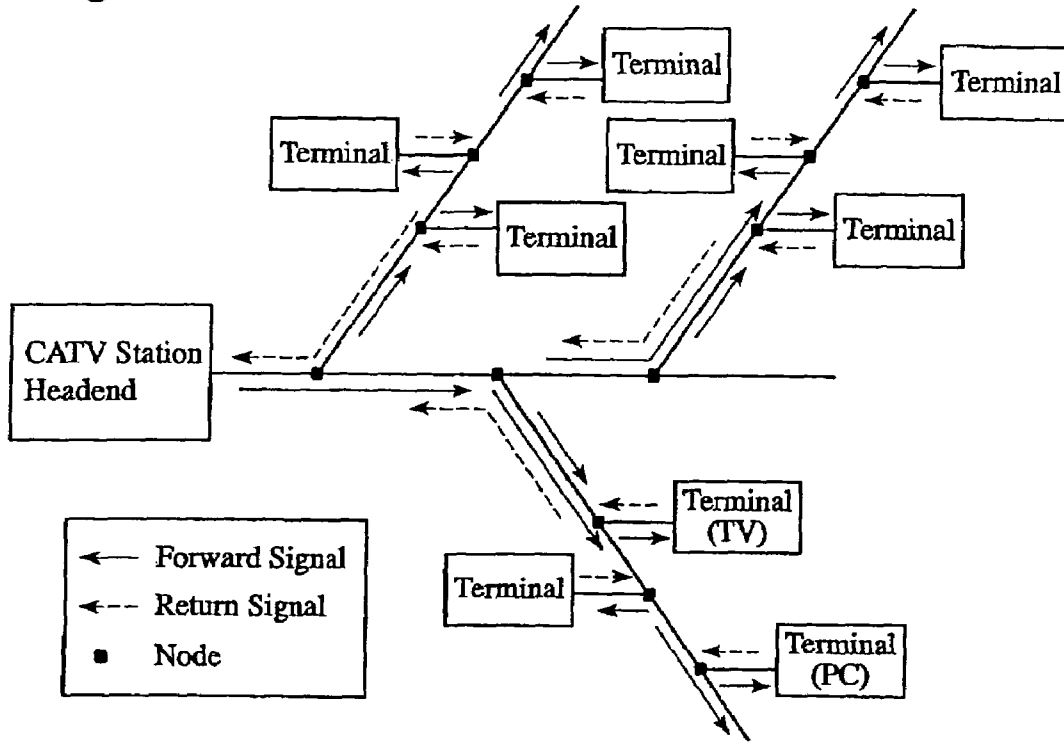 Terminal
Terminal
Terminal
Terminal
Terminal
Terminal
Terminal
CATV Station
Headend
Terminal
(TV)
Forward Signal
Return Signal
Node
Terminal
Terminal
(PC)